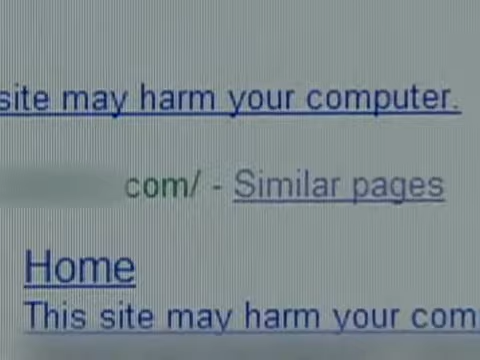 site may harm your computer.
com/ - Similar pages
Home
This site may harm your com